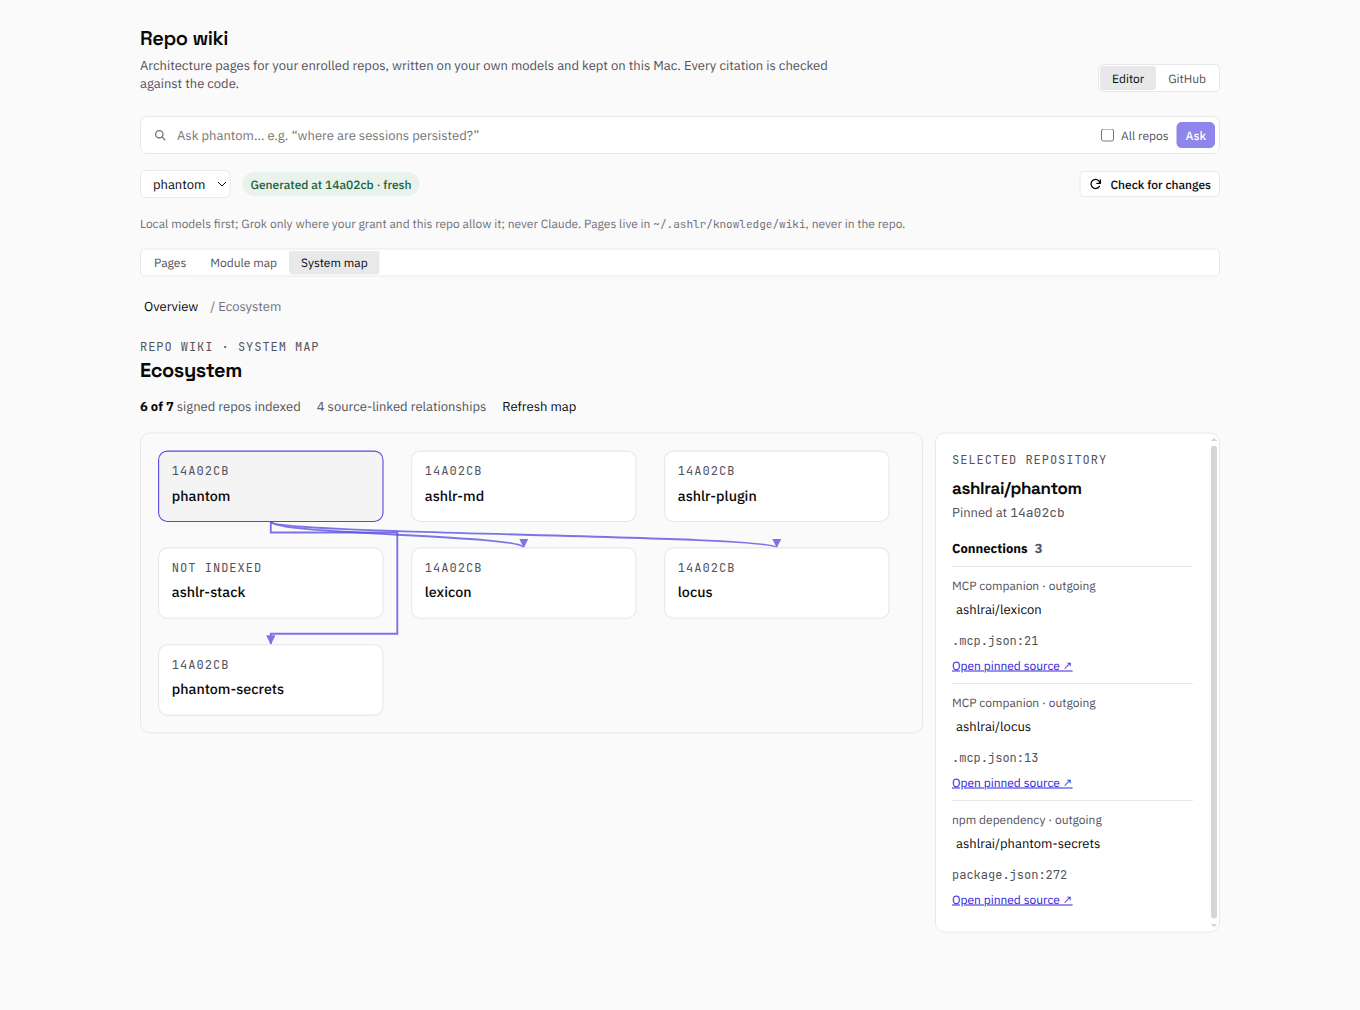 Repo wiki
Architecture pages for your enrolled repos, written on your own models and kept on this Mac. Every citation is checked
against the code.
Editor
GitHub
Ask phantom... e.g. “where are sessions persisted?”
All repos
Ask
phantom
Generated at 14a02cb · fresh
Check for changes
Local models first; Grok only where your grant and this repo allow it; never Claude. Pages live in ~/.ashlr/knowledge/wiki, never in the repo.
Pages
Module map
System map
Overview / Ecosystem
REPO WIKI · SYSTEM MAP
Ecosystem
6 of 7 signed repos indexed
4 source-linked relationships
Refresh map
14A02CB
phantom
14A02CB
ashlr-md
14A02CB
ashlr-plugin
NOT INDEXED
ashlr-stack
14A02CB
lexicon
14A02CB
locus
14A02CB
phantom-secrets
SELECTED REPOSITORY
ashlrai/phantom
Pinned at 14a02cb
Connections 3
MCP companion · outgoing
ashlrai/lexicon
.mcp.json:21
Open pinned source ↗
MCP companion · outgoing
ashlrai/locus
.mcp.json:13
Open pinned source ↗
npm dependency · outgoing
ashlrai/phantom-secrets
package.json:272
Open pinned source ↗